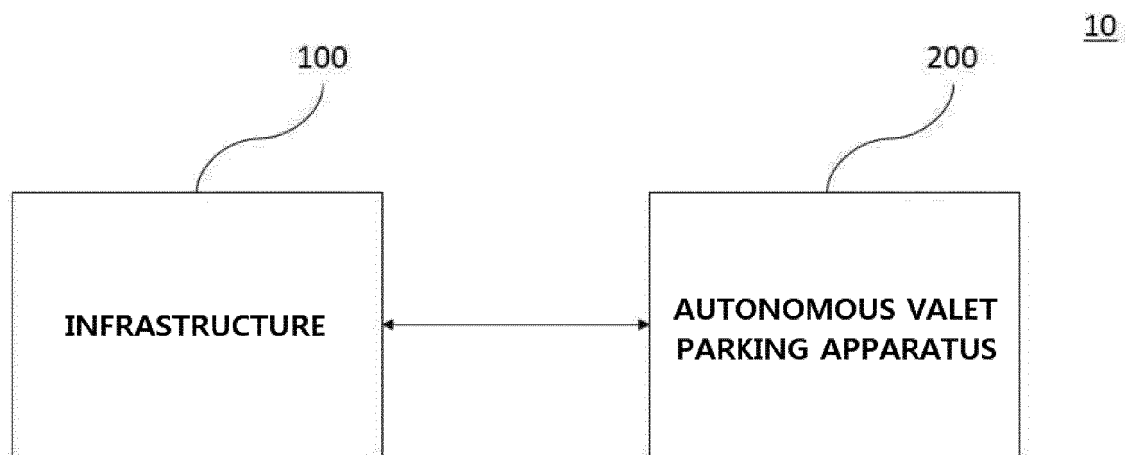 10
100
200
INFRASTRUCTURE
AUTONOMOUS VALET
PARKING APPARATUS